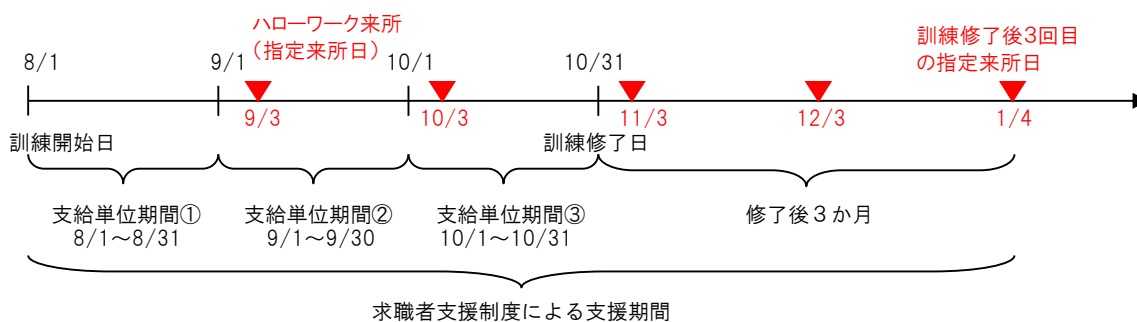 ハローワーク来所
(指定来所日)
訓練修了後3回目
の指定来所日
8/1
9/1
10/1
10/31
9/3
10/3
11/3
12/3
1/4
訓練開始日
訓練修了日
支給単位期間①
8/1～8/31
支給単位期間②
9/1～9/30
支給単位期間③
10/1～10/31
修了後３か月
求職者支援制度による支援期間